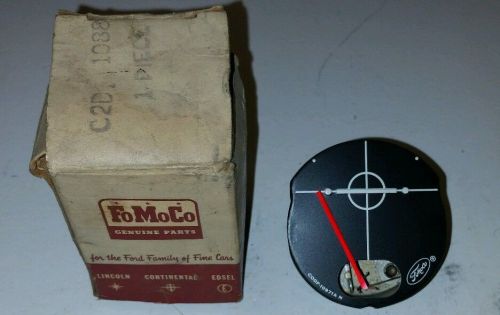 C2D
1 PIECE
FoMoCo
GENUINE PARTS
for the Ford Family of Fine Cars
LINCOLN CONTINENTAL EDSEL
E
Ford
®